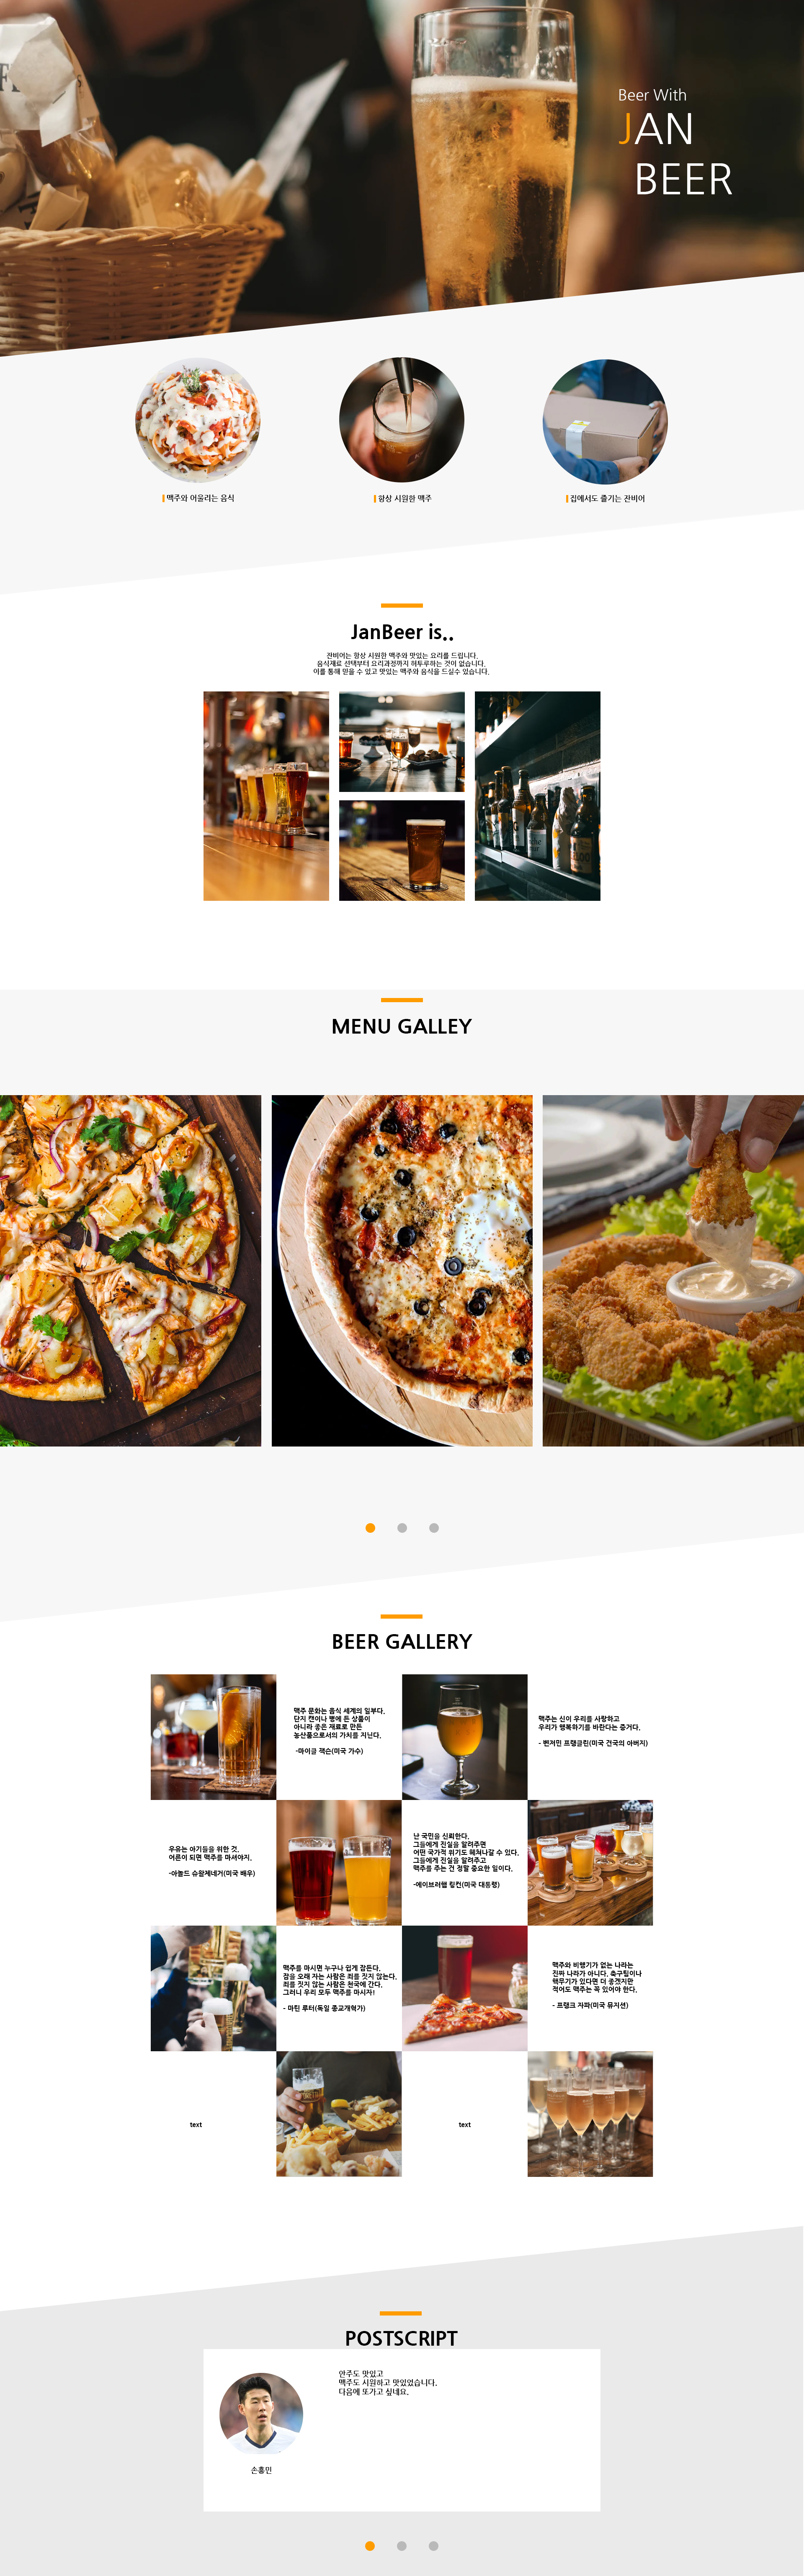 Beer With
JAN
BEER
맥주와 어울리는 음식
항상 시원한 맥주
집에서도 즐기는 잔비어
JanBeer is..
잔비어는 항상 시원한 맥주와 맛있는 요리를 드립니다.
음식재료 선택부터 요리과정까지 허투루하는 것이 없습니다.
이를 통해 믿을 수 있고 맛있는 맥주와 음식을 드실수 있습니다.
MENU GALLEY
BEER GALLERY
맥주 문화는 음식 세계의 일부다.
단지 캔이나 병에 든 상품이
아니라 좋은 재료로 만든
농산품으로서의 가치를 지닌다.
-마이클 잭슨(미국 가수)
맥주는 신이 우리를 사랑하고
우리가 행복하기를 바란다는 증거다.
- 벤저민 프랭클린(미국 건국의 아버지)
우유는 아기들을 위한 것.
어른이 되면 맥주를 마셔야지.
-아놀드 슈왈제네거(미국 배우)
난 국민을 신뢰한다.
그들에게 진실을 알려주면
어떤 국가적 위기도 헤쳐나갈 수 있다.
그들에게 진실을 알려주고
맥주를 주는 건 정말 중요한 일이다.
-에이브러햄 링컨(미국 대통령)
맥주를 마시면 누구나 쉽게 잠든다.
잠을 오래 자는 사람은 죄를 짓지 않는다.
죄를 짓지 않는 사람은 천국에 간다.
그러니 우리 모두 맥주를 마시자!
- 마틴 루터(독일 종교개혁가)
맥주와 비행기가 없는 나라는
진짜 나라가 아니다. 축구팀이나
핵무기가 있다면 더 좋겠지만
적어도 맥주는 꼭 있어야 한다.
- 프랭크 자파(미국 뮤지션)
text
text
POSTSCRIPT
안주도 맛있고
맥주도 시원하고 맛있었습니다.
다음에 또가고 싶네요.
손흥민